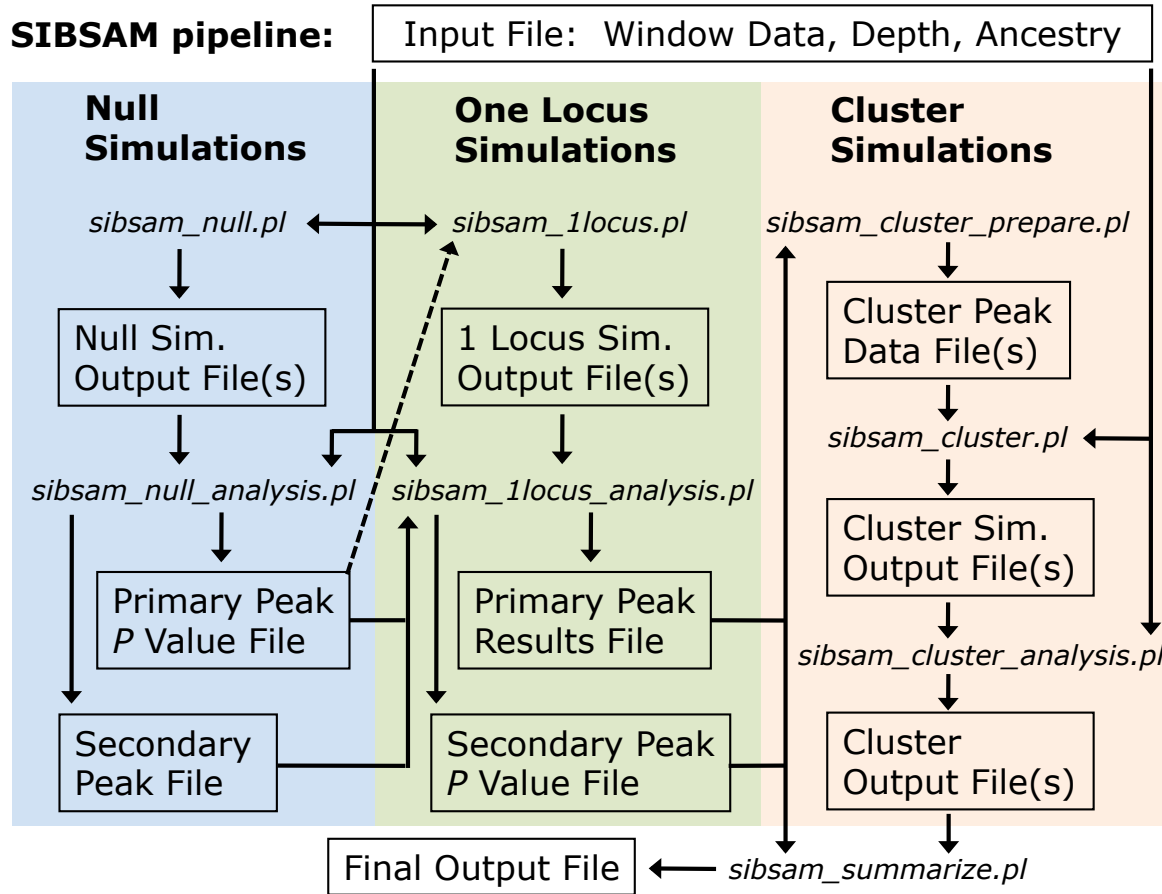 SIBSAM pipeline:
Input File: Window Data, Depth, Ancestry
Null
Simulations
sibsam_null.pl
Null Sim.
Output File(s)
sibsam_null_analysis.pl
Primary Peak
P Value File
Secondary
Peak File
One Locus
Simulations
sibsam_1locus.pl
1 Locus Sim.
Output File(s)
sibsam_1locus_analysis.pl
Primary Peak
Results File
Secondary Peak
P Value File
Cluster
Simulations
sibsam_cluster_prepare.pl
Cluster Peak
Data File(s)
sibsam_cluster.pl
Cluster Sim.
Output File(s)
sibsam_cluster_analysis.pl
Cluster
Output File(s)
sibsam_summarize.pl
Final Output File